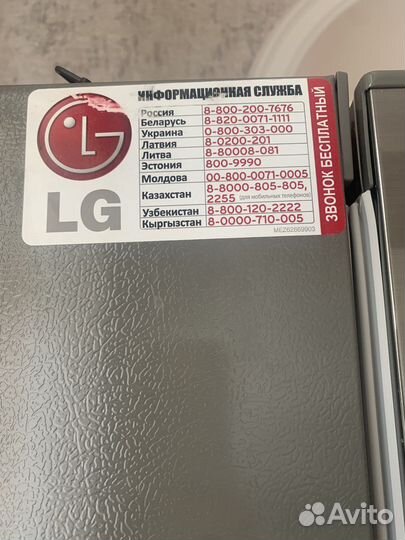 ИНФОРМАЦИОННАЯ СЛУЖБА
Россия 8-800-200-7676
Беларусь 8-820-0071-1111
Украина 0-800-303-000
Латвия 8-0200-201
Литва 8-80008-081
Эстония 800-9990
Молдова 00-800-0071-0005
Казахстан 8-8000-805-805,
2255 (для мобильных телефонов)
Узбекистан 8-800-120-2222
Кыргызстан 8-0000-710-005
MEZ62669903
ЗВОНОК БЕСПЛАТНЫЙ
LG
LG
Avito